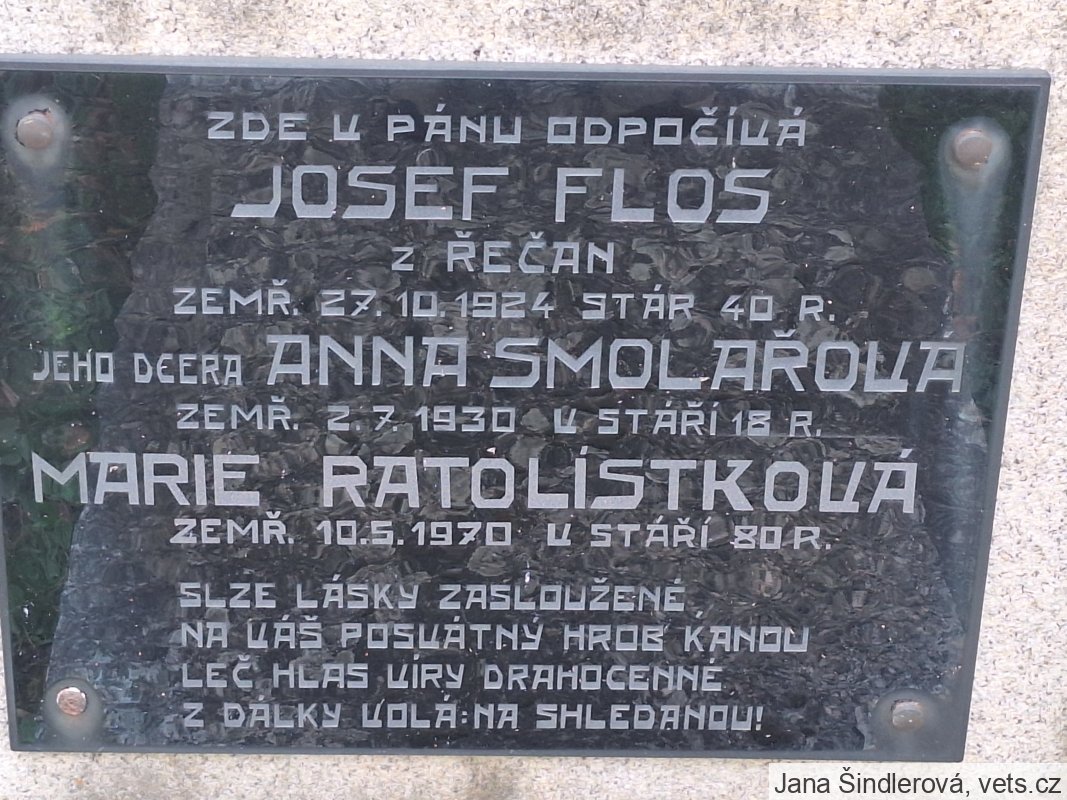 ZDE V PÁNU ODPOČÍVÁ
JOSEF FLOS
Z ŘEČAN
ZEMŘ. 27.10.1924 STÁR 40 R.
JEHO DCERA ANNA SMOLAŘOVA
ZEMŘ. 2.7.1930 V STÁŘÍ 18 R.
MARIE RATOLÍSTKOVÁ
ZEMŘ. 10.5.1970 V STÁŘÍ 80 R.
SLZE LÁSKY ZASLOUŽENÉ
NA VÁŠ POSVÁTNÝ HROB KANOU
LEČ HLAS VÍRY DRAHOCENNÉ
Z DÁLKY VOLÁ: NA SHLEDANOU!
Jana Šindlerová, vets.cz